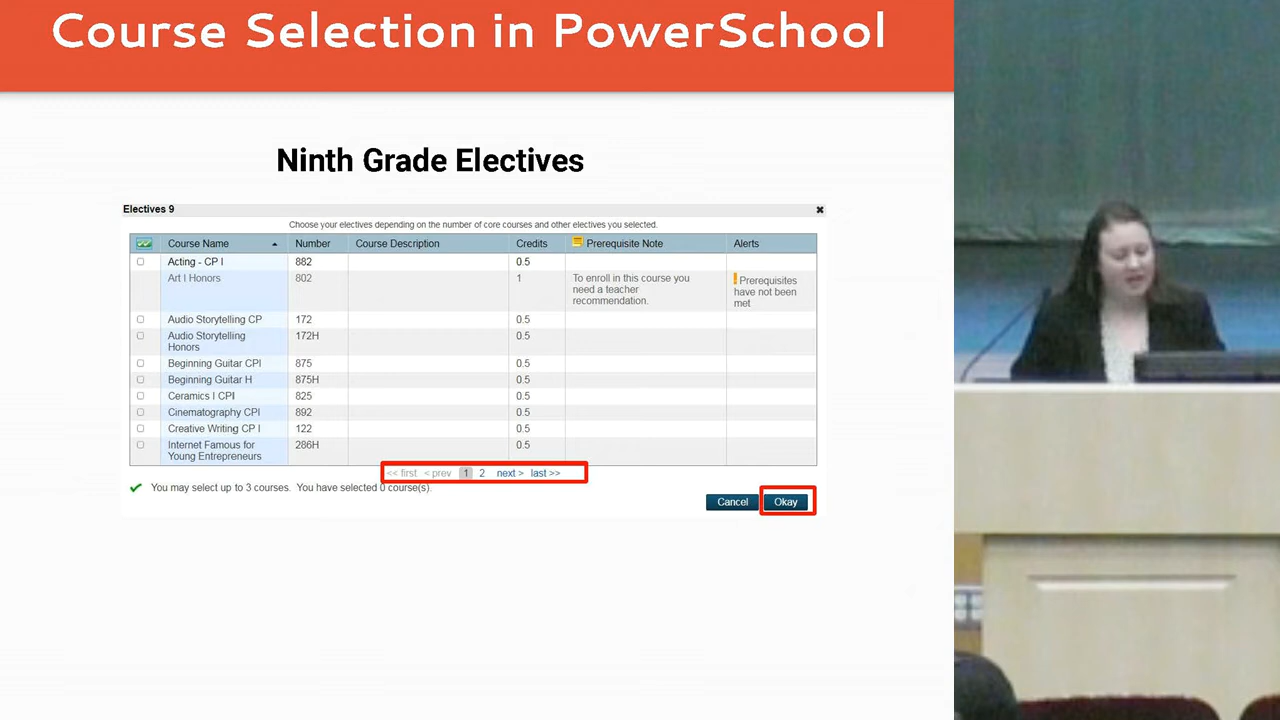 Course Selection in PowerSchool
Ninth Grade Electives
Electives 9
Choose your electives depending on the number of core courses and other electives you selected.
Course Name Number Course Description Credits Prerequisite Note Alerts
Acting - CP I 882 0.5
Art I Honors 802 1 To enroll in this course you need a teacher recommendation. Prerequisites have not been met
Audio Storytelling CP 172 0.5
Audio Storytelling Honors 172H 0.5
Beginning Guitar CPI 875 0.5
Beginning Guitar H 875H 0.5
Ceramics I CPI 825 0.5
Cinematography CPI 892 0.5
Creative Writing CP I 122 0.5
Internet Famous for Young Entrepreneurs 286H 0.5
<< first < prev 1 2 next > last >>
You may select up to 3 courses. You have selected 0 course(s).
Cancel Okay